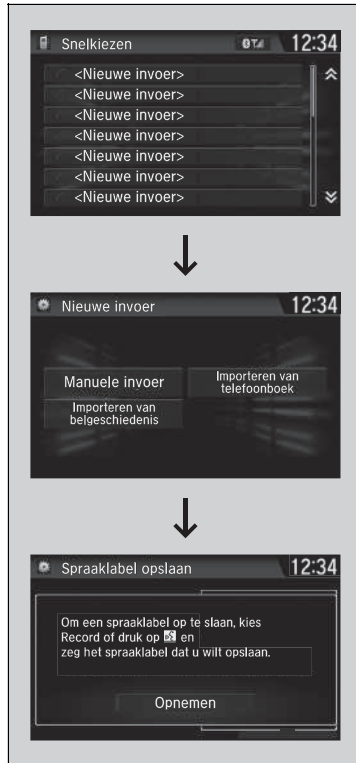 Snelkiezen 12:34
<Nieuwe invoer>
<Nieuwe invoer>
<Nieuwe invoer>
<Nieuwe invoer>
<Nieuwe invoer>
<Nieuwe invoer>
<Nieuwe invoer>
Nieuwe invoer 12:34
Manuele invoer
Importeren van
telefoonboek
Importeren van
belgeschiedenis
Spraaklabel opslaan 12:34
Om een spraaklabel op te slaan, kies
Record of druk op en
zeg het spraaklabel dat u wilt opslaan.
Opnemen